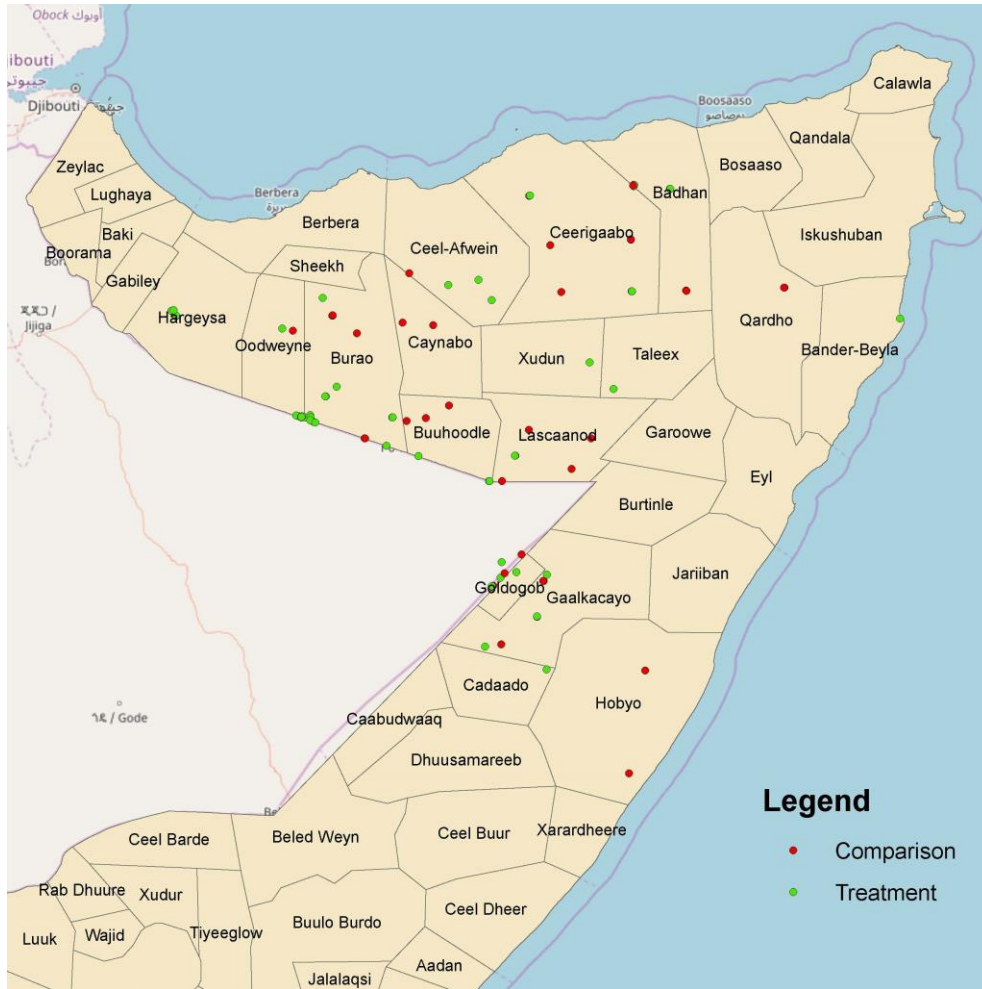 Obock أوبوك
Djibouti
Berbera
Boosaaso
بوصاصو
Calawla
Qandala
Bosaaso
Zeylac
Lughaya
Badhan
Berbera
Baki
Ceerigaabo
Iskushuban
Boorama
Ceel-Afwein
Sheekh
Gabiley
Jijiga
Hargeysa
Qardho
Oodweyne
Burao
Caynabo
Xudun
Taleex
Bander-Beyla
Buuhoodle
Lascaanod
Garoowe
Eyl
Burtinle
Jariiban
Goldogob
Gaalkacayo
Cadaado
Hobyo
/ Gode
Caabudwaaq
Dhuusamareeb
Legend
Ceel Barde
Beled Weyn
Ceel Buur
Xarardheere
Comparison
Rab Dhuure
Xudur
Treatment
Ceel Dheer
Buulo Burdo
Luuk
Wajid
Tiyeeglow
Aadan
Jalalaqsi